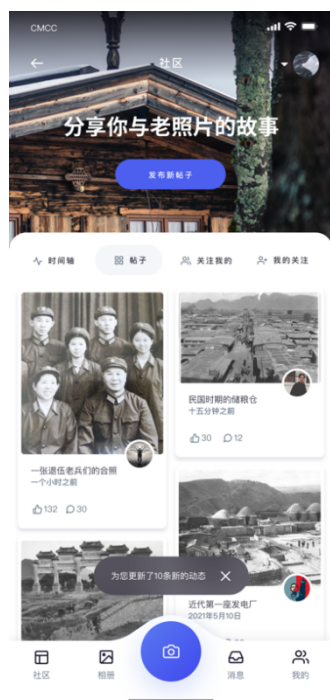 CMCC
社区
分享你与老照片的故事
发布新帖子
时间轴
帖子
关注我的
我的关注
一张退伍老兵们的合照
一个小时之前
132
30
民国时期的储粮仓
十五分钟之前
30
12
近代第一座发电厂
2021年5月10日
为您更新了10条新的动态
社区
相册
消息
我的